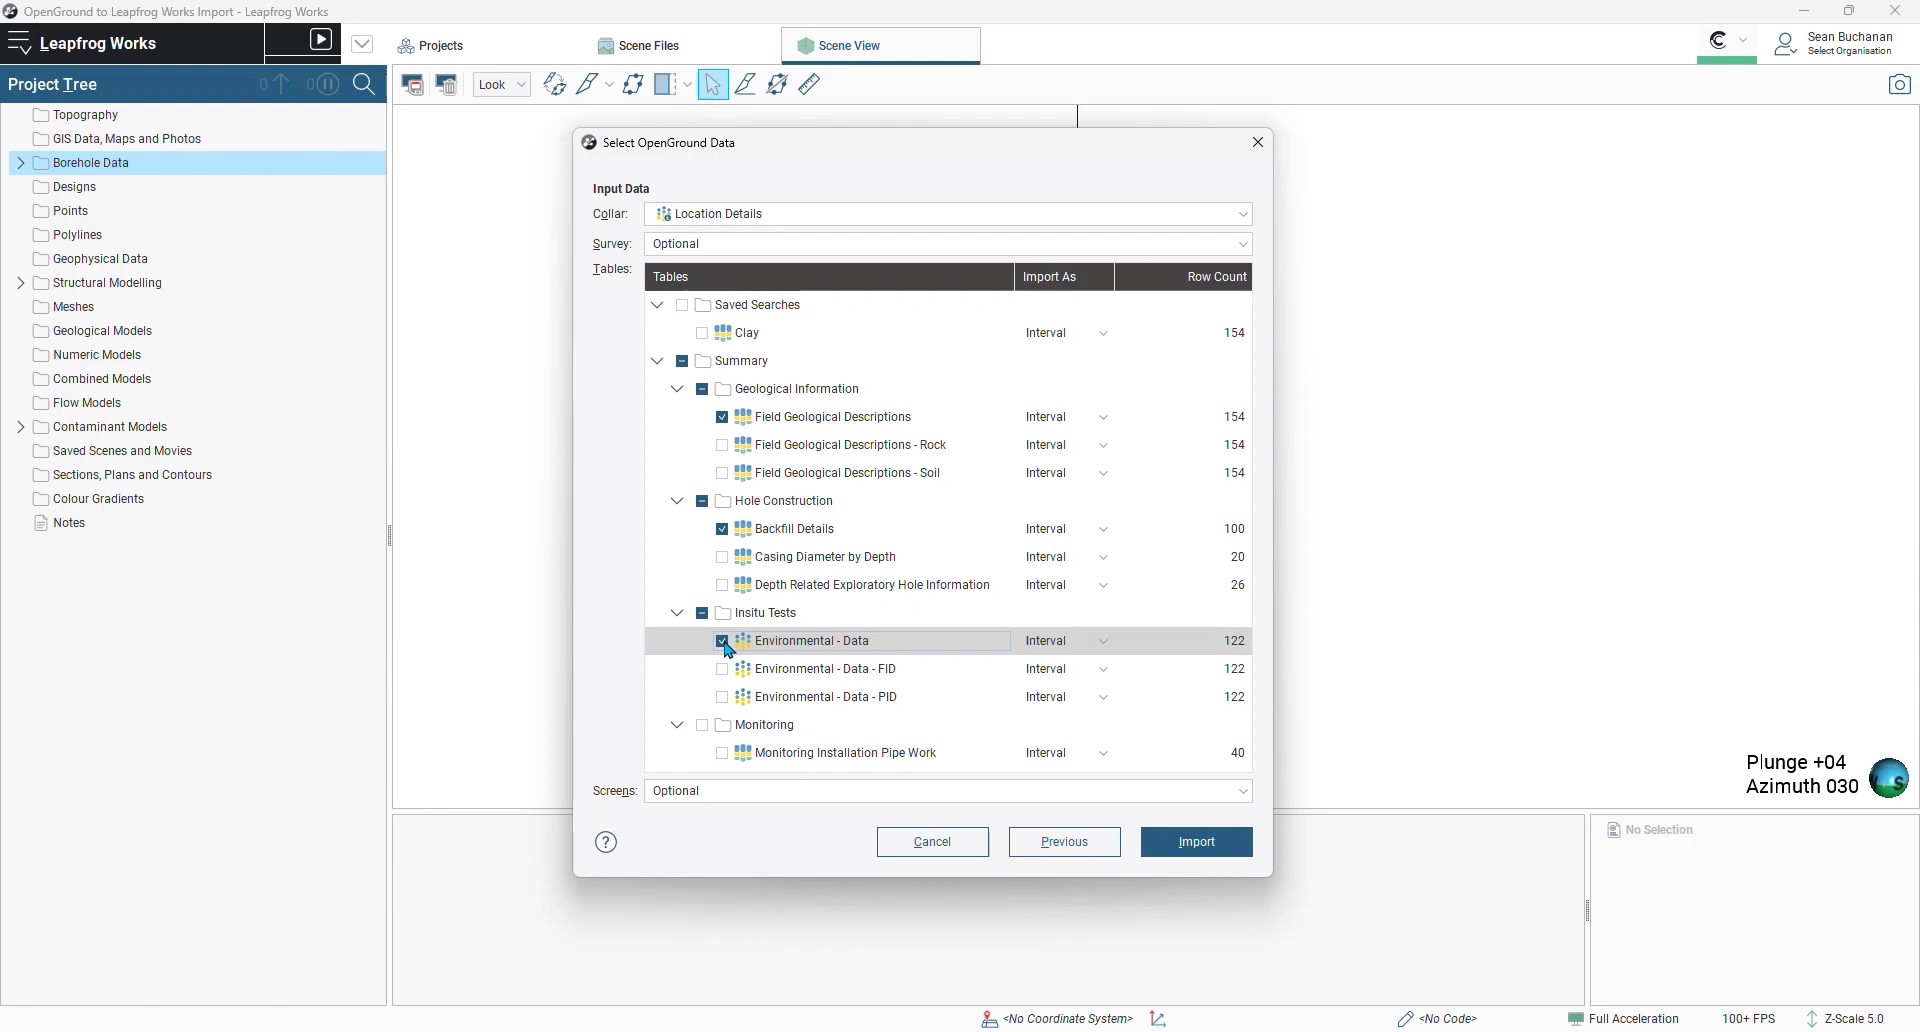 OpenGround to Leapfrog Works Import - Leapfrog Works
Leapfrog Works
Projects
Scene Files
Scene View
Sean Buchanan
Select Organisation
Project Tree
0
0
Look
Topography
GIS Data, Maps and Photos
Borehole Data
Designs
Points
Polylines
Geophysical Data
Structural Modelling
Meshes
Geological Models
Numeric Models
Combined Models
Flow Models
Contaminant Models
Saved Scenes and Movies
Sections, Plans and Contours
Colour Gradients
Notes
Select OpenGround Data
Input Data
Collar: Location Details
Survey: Optional
Tables: Tables Import As Row Count
Saved Searches
Clay Interval 154
Summary
Geological Information
Field Geological Descriptions Interval 154
Field Geological Descriptions - Rock Interval 154
Field Geological Descriptions - Soil Interval 154
Hole Construction
Backfill Details Interval 100
Casing Diameter by Depth Interval 20
Depth Related Exploratory Hole Information Interval 26
Insitu Tests
Environmental - Data Interval 122
Environmental - Data - FID Interval 122
Environmental - Data - PID Interval 122
Monitoring
Monitoring Installation Pipe Work Interval 40
Screens: Optional
? Cancel Previous Import
Plunge +04
Azimuth 030
No Selection
<No Coordinate System>
<No Code>
Full Acceleration
100+ FPS
Z-Scale 5.0